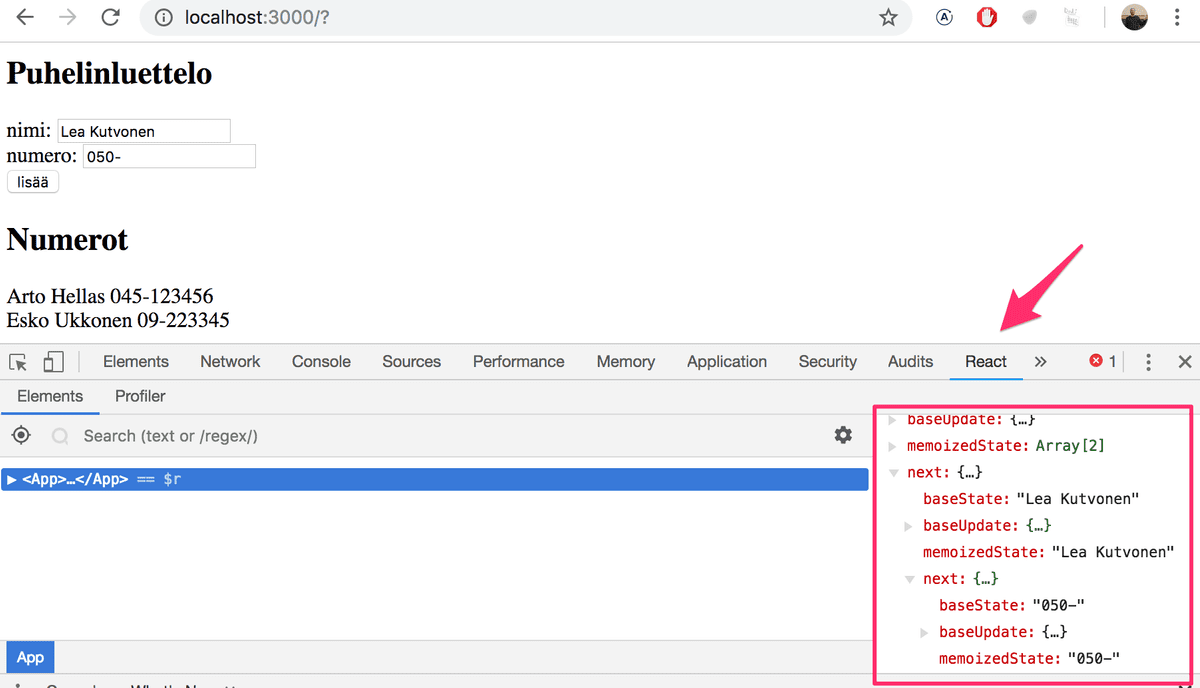 localhost:3000/?
Puhelinluettelo
nimi: Lea Kutvonen
numero: 050-
lisää
Numerot
Arto Hellas 045-123456
Esko Ukkonen 09-223345
Elements Network Console Sources Performance Memory Application Security Audits React » 1
Elements Profiler
Search (text or /regex/)
▶ <App>…</App> == $r
baseUpdate: {…}
memoizedState: Array[2]
next: {…}
baseState: "Lea Kutvonen"
baseUpdate: {…}
memoizedState: "Lea Kutvonen"
next: {…}
baseState: "050-"
baseUpdate: {…}
memoizedState: "050-"
App